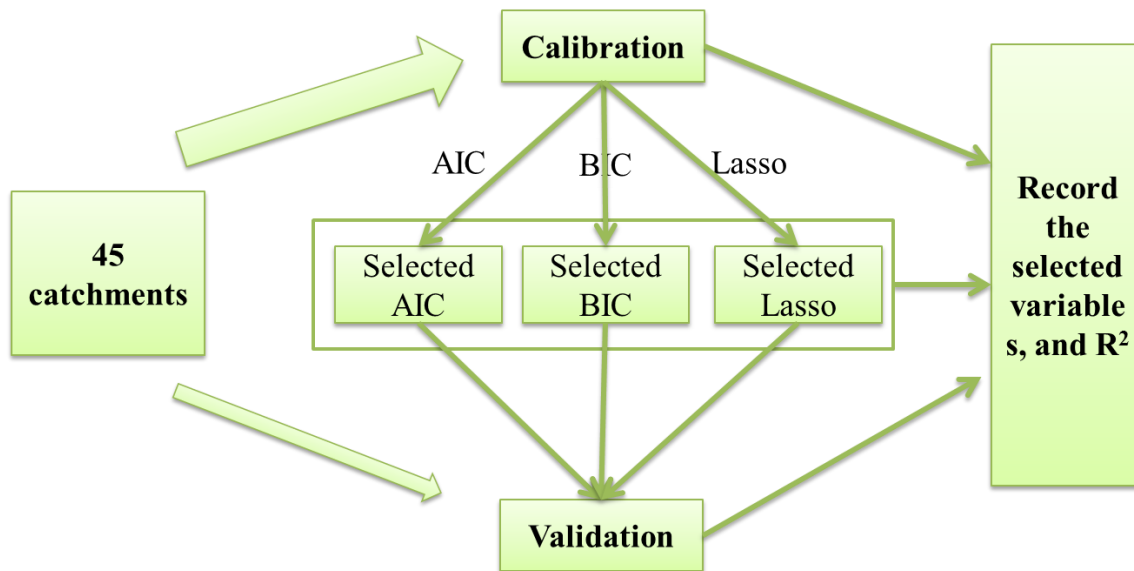 Calibration
AIC
BIC
Lasso
45
catchments
Selected
AIC
Selected
BIC
Selected
Lasso
Record
the
selected
variable
s, and R²
Validation